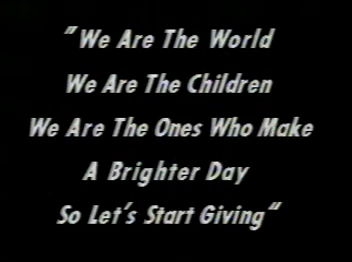 "We Are The World
We Are The Children
We Are The Ones Who Make
A Brighter Day
So Let's Start Giving"